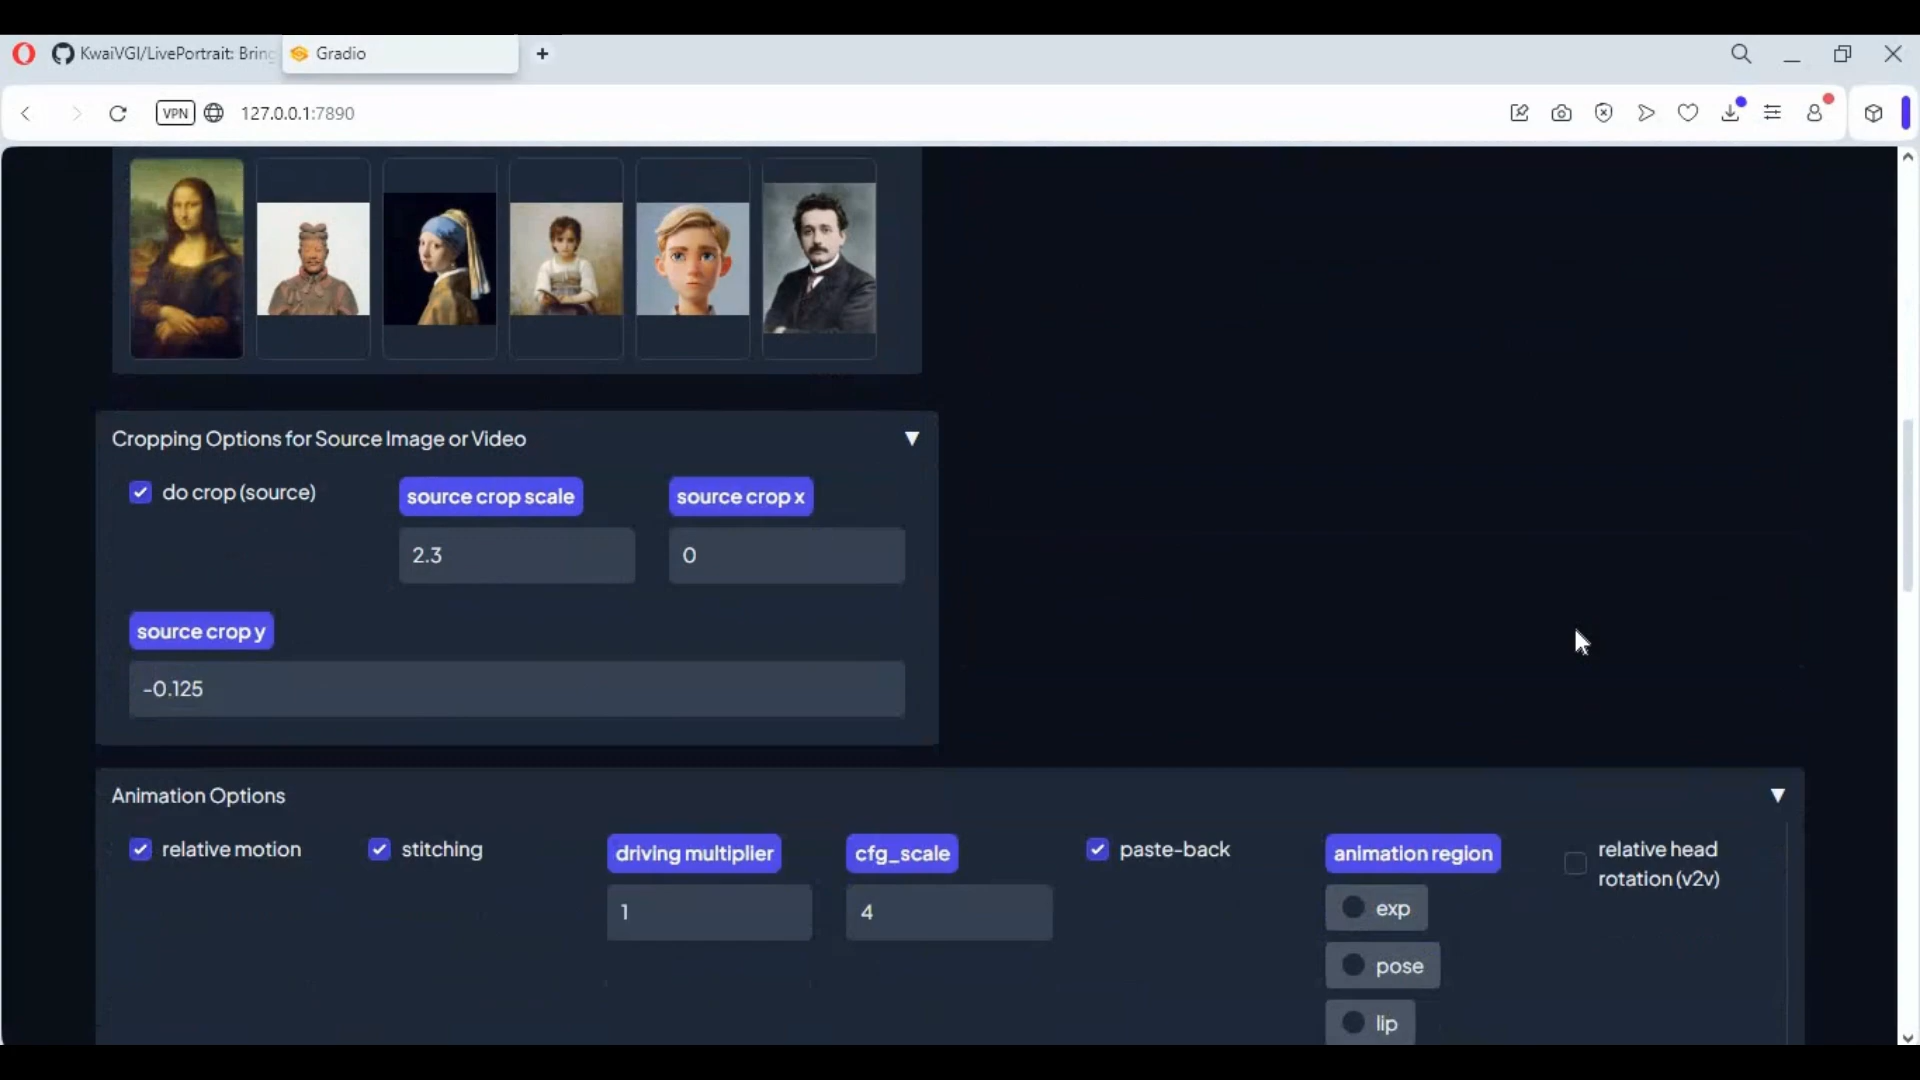 KwaiVGI/LivePortrait: Bring
Gradio
VPN
127.0.0.1:7890
Cropping Options for Source Image or Video
do crop (source)
source crop scale
source crop x
2.3
0
source crop y
-0.125
Animation Options
relative motion
stitching
driving multiplier
cfg_scale
paste-back
animation region
relative head
rotation (v2v)
1
4
exp
pose
lip